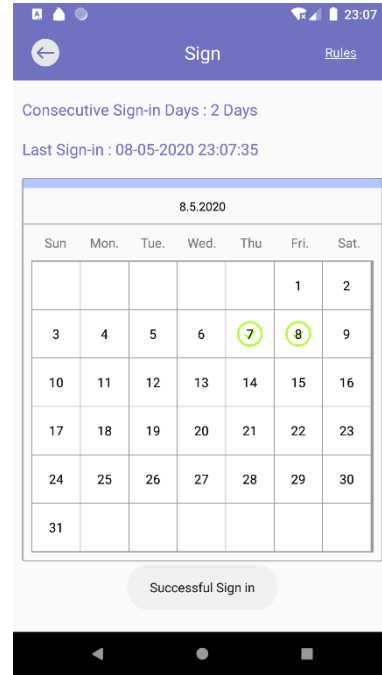 23:07
Sign
Rules
Consecutive Sign-in Days : 2 Days
Last Sign-in : 08-05-2020 23:07:35
8.5.2020
Sun Mon. Tue. Wed. Thu Fri. Sat.
1 2
3 4 5 6 7 8 9
10 11 12 13 14 15 16
17 18 19 20 21 22 23
24 25 26 27 28 29 30
31
Successful Sign in